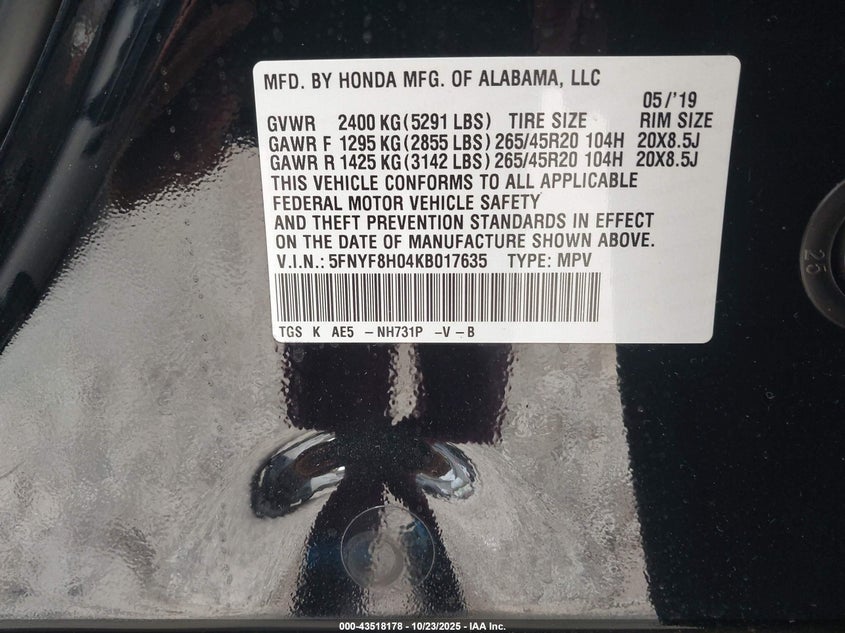 MFD. BY HONDA MFG. OF ALABAMA, LLC
05/'19
GVWR 2400 KG(5291 LBS) TIRE SIZE RIM SIZE
GAWR F 1295 KG(2855 LBS) 265/45R20 104H 20X8.5J
GAWR R 1425 KG(3142 LBS) 265/45R20 104H 20X8.5J
THIS VEHICLE CONFORMS TO ALL APPLICABLE
FEDERAL MOTOR VEHICLE SAFETY
AND THEFT PREVENTION STANDARDS IN EFFECT
ON THE DATE OF MANUFACTURE SHOWN ABOVE.
V.I.N.: 5FNYF8H04KB017635 TYPE: MPV
TGS K AE5 -NH731P -V-B
25
000-43518178 - 10/23/2025 - IAA Inc.